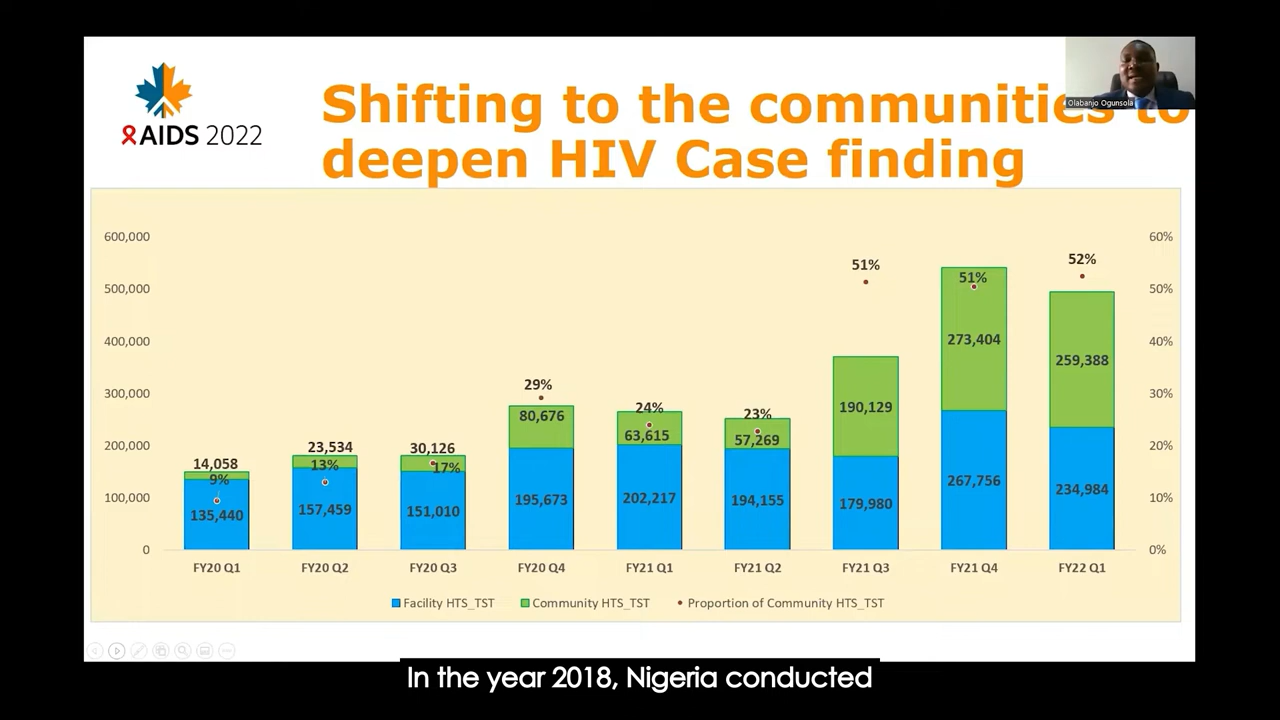 AIDS 2022
Shifting to the communities to
deepen HIV Case finding
Olabanjo Ogunsola
600,000
500,000
400,000
300,000
200,000
100,000
0
60%
50%
40%
30%
20%
10%
0%
14,058
9%
135,440
23,534
13%
157,459
30,126
17%
151,010
29%
80,676
195,673
24%
63,615
202,217
23%
57,269
194,155
51%
190,129
179,980
51%
273,404
267,756
52%
259,388
234,984
FY20 Q1
FY20 Q2
FY20 Q3
FY20 Q4
FY21 Q1
FY21 Q2
FY21 Q3
FY21 Q4
FY22 Q1
Facility HTS_TST
Community HTS_TST
Proportion of Community HTS_TST
In the year 2018, Nigeria conducted